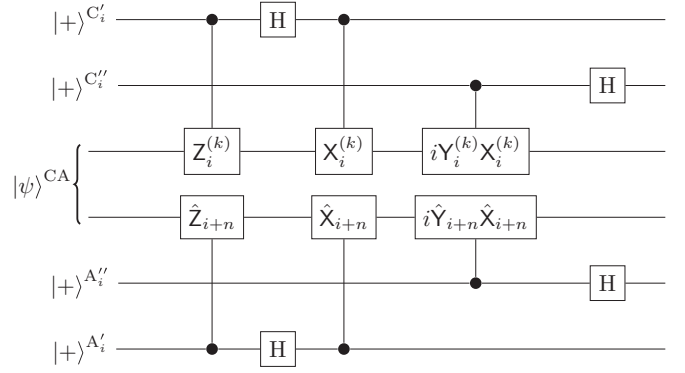 |+⟩^{C′_i} H
|+⟩^{C″_i} H
Z_i^{(k)} X_i^{(k)} iY_i^{(k)}X_i^{(k)}
|ψ⟩^{CA}
Ẑ_{i+n} X̂_{i+n} iŶ_{i+n}X̂_{i+n}
|+⟩^{A″_i} H
|+⟩^{A′_i} H